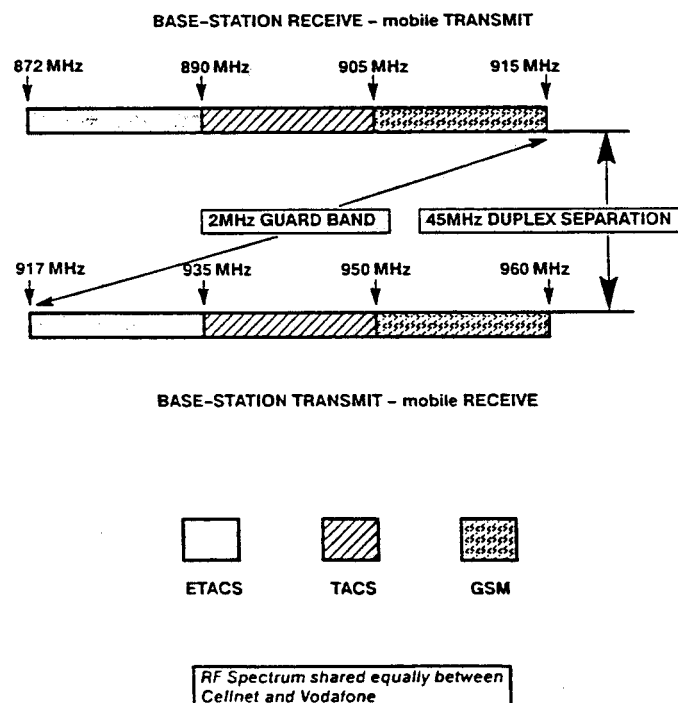 BASE-STATION RECEIVE - mobile TRANSMIT
872 MHz 890 MHz 905 MHz 915 MHz
2MHz GUARD BAND 45MHz DUPLEX SEPARATION
917 MHz 935 MHz 950 MHz 960 MHz
BASE-STATION TRANSMIT - mobile RECEIVE
ETACS TACS GSM
RF Spectrum shared equally between
Cellnet and Vodafone